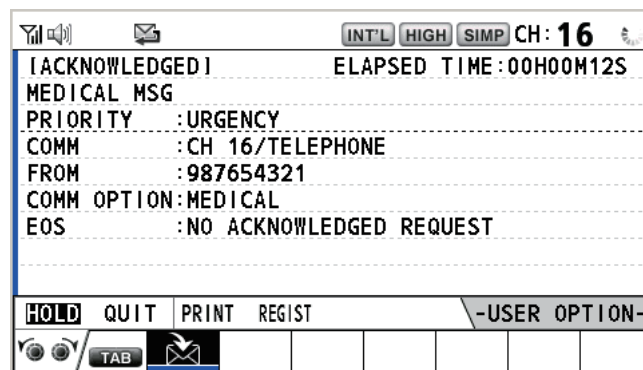 INT'L HIGH SIMP CH: 16
[ACKNOWLEDGED] ELAPSED TIME:00H00M12S
MEDICAL MSG
PRIORITY :URGENCY
COMM :CH 16/TELEPHONE
FROM :987654321
COMM OPTION:MEDICAL
EOS :NO ACKNOWLEDGED REQUEST
HOLD QUIT PRINT REGIST -USER OPTION-
TAB